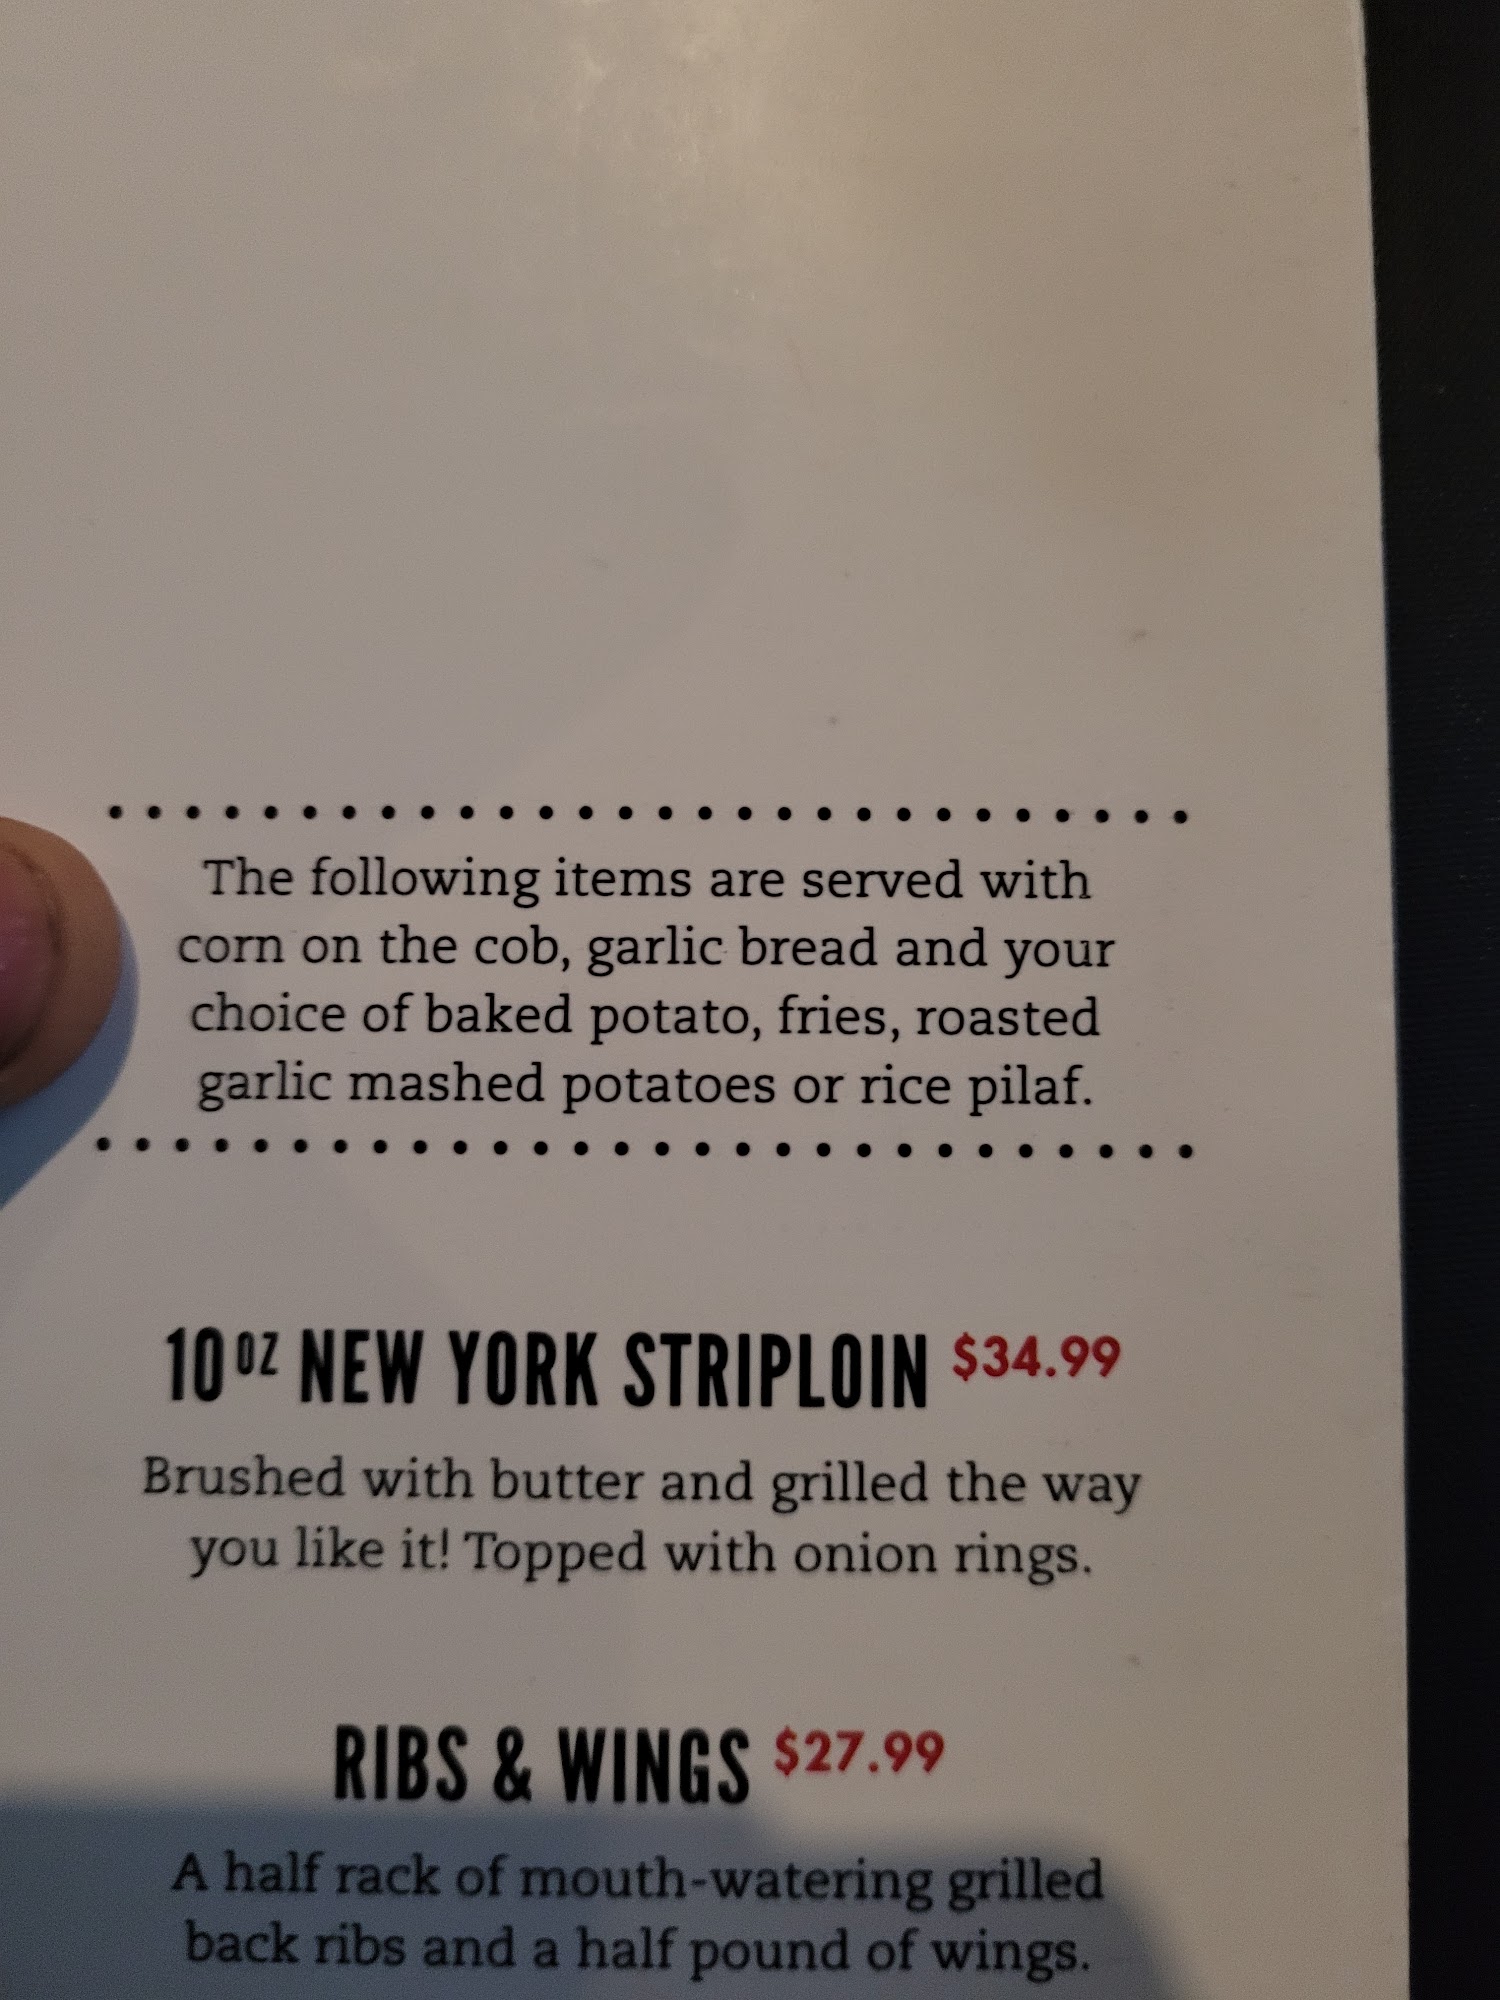 The following items are served with
corn on the cob, garlic bread and your
choice of baked potato, fries, roasted
garlic mashed potatoes or rice pilaf.
10 OZ NEW YORK STRIPLOIN $34.99
Brushed with butter and grilled the way
you like it! Topped with onion rings.
RIBS & WINGS $27.99
A half rack of mouth-watering grilled
back ribs and a half pound of wings.